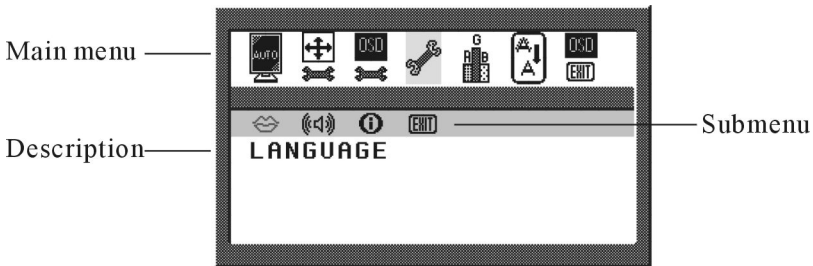 Main menu
AUTO OSD G R B A A OSD EXIT
EXIT
Submenu
Description
LANGUAGE